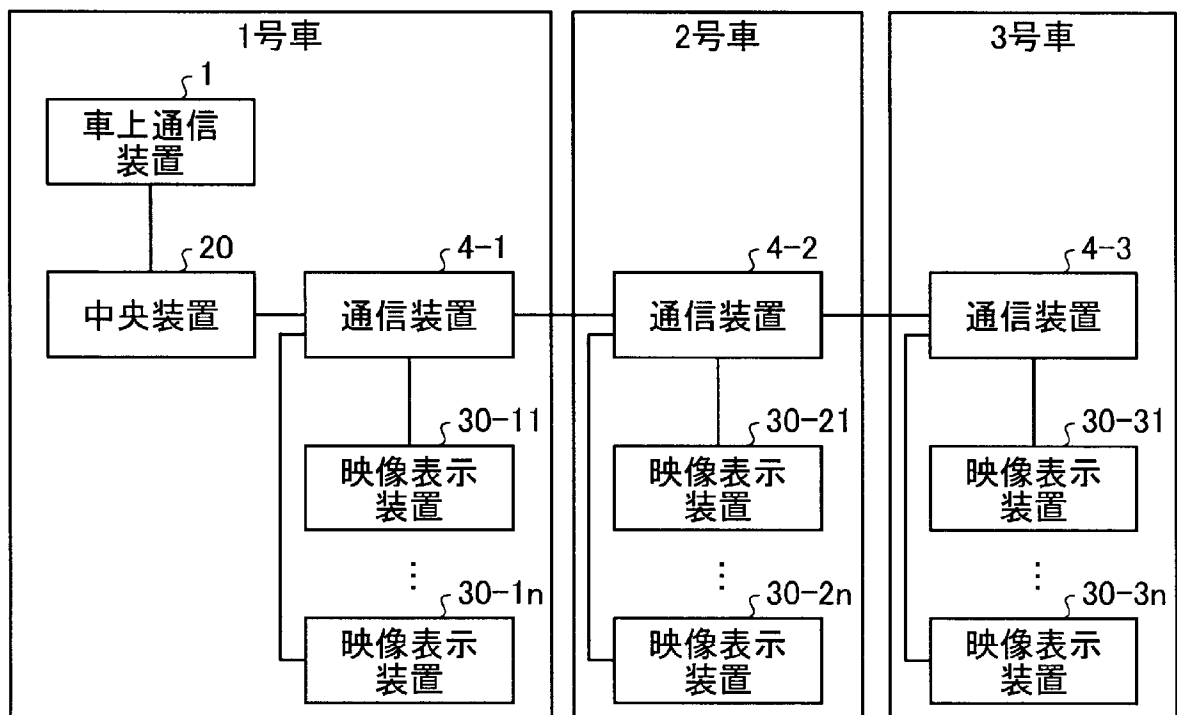 1号車
2号車
3号車
1
車上通信
装置
20
中央装置
4-1
通信装置
4-2
通信装置
4-3
通信装置
30-11
映像表示
装置
30-21
映像表示
装置
30-31
映像表示
装置
⋮
⋮
⋮
30-1n
映像表示
装置
30-2n
映像表示
装置
30-3n
映像表示
装置